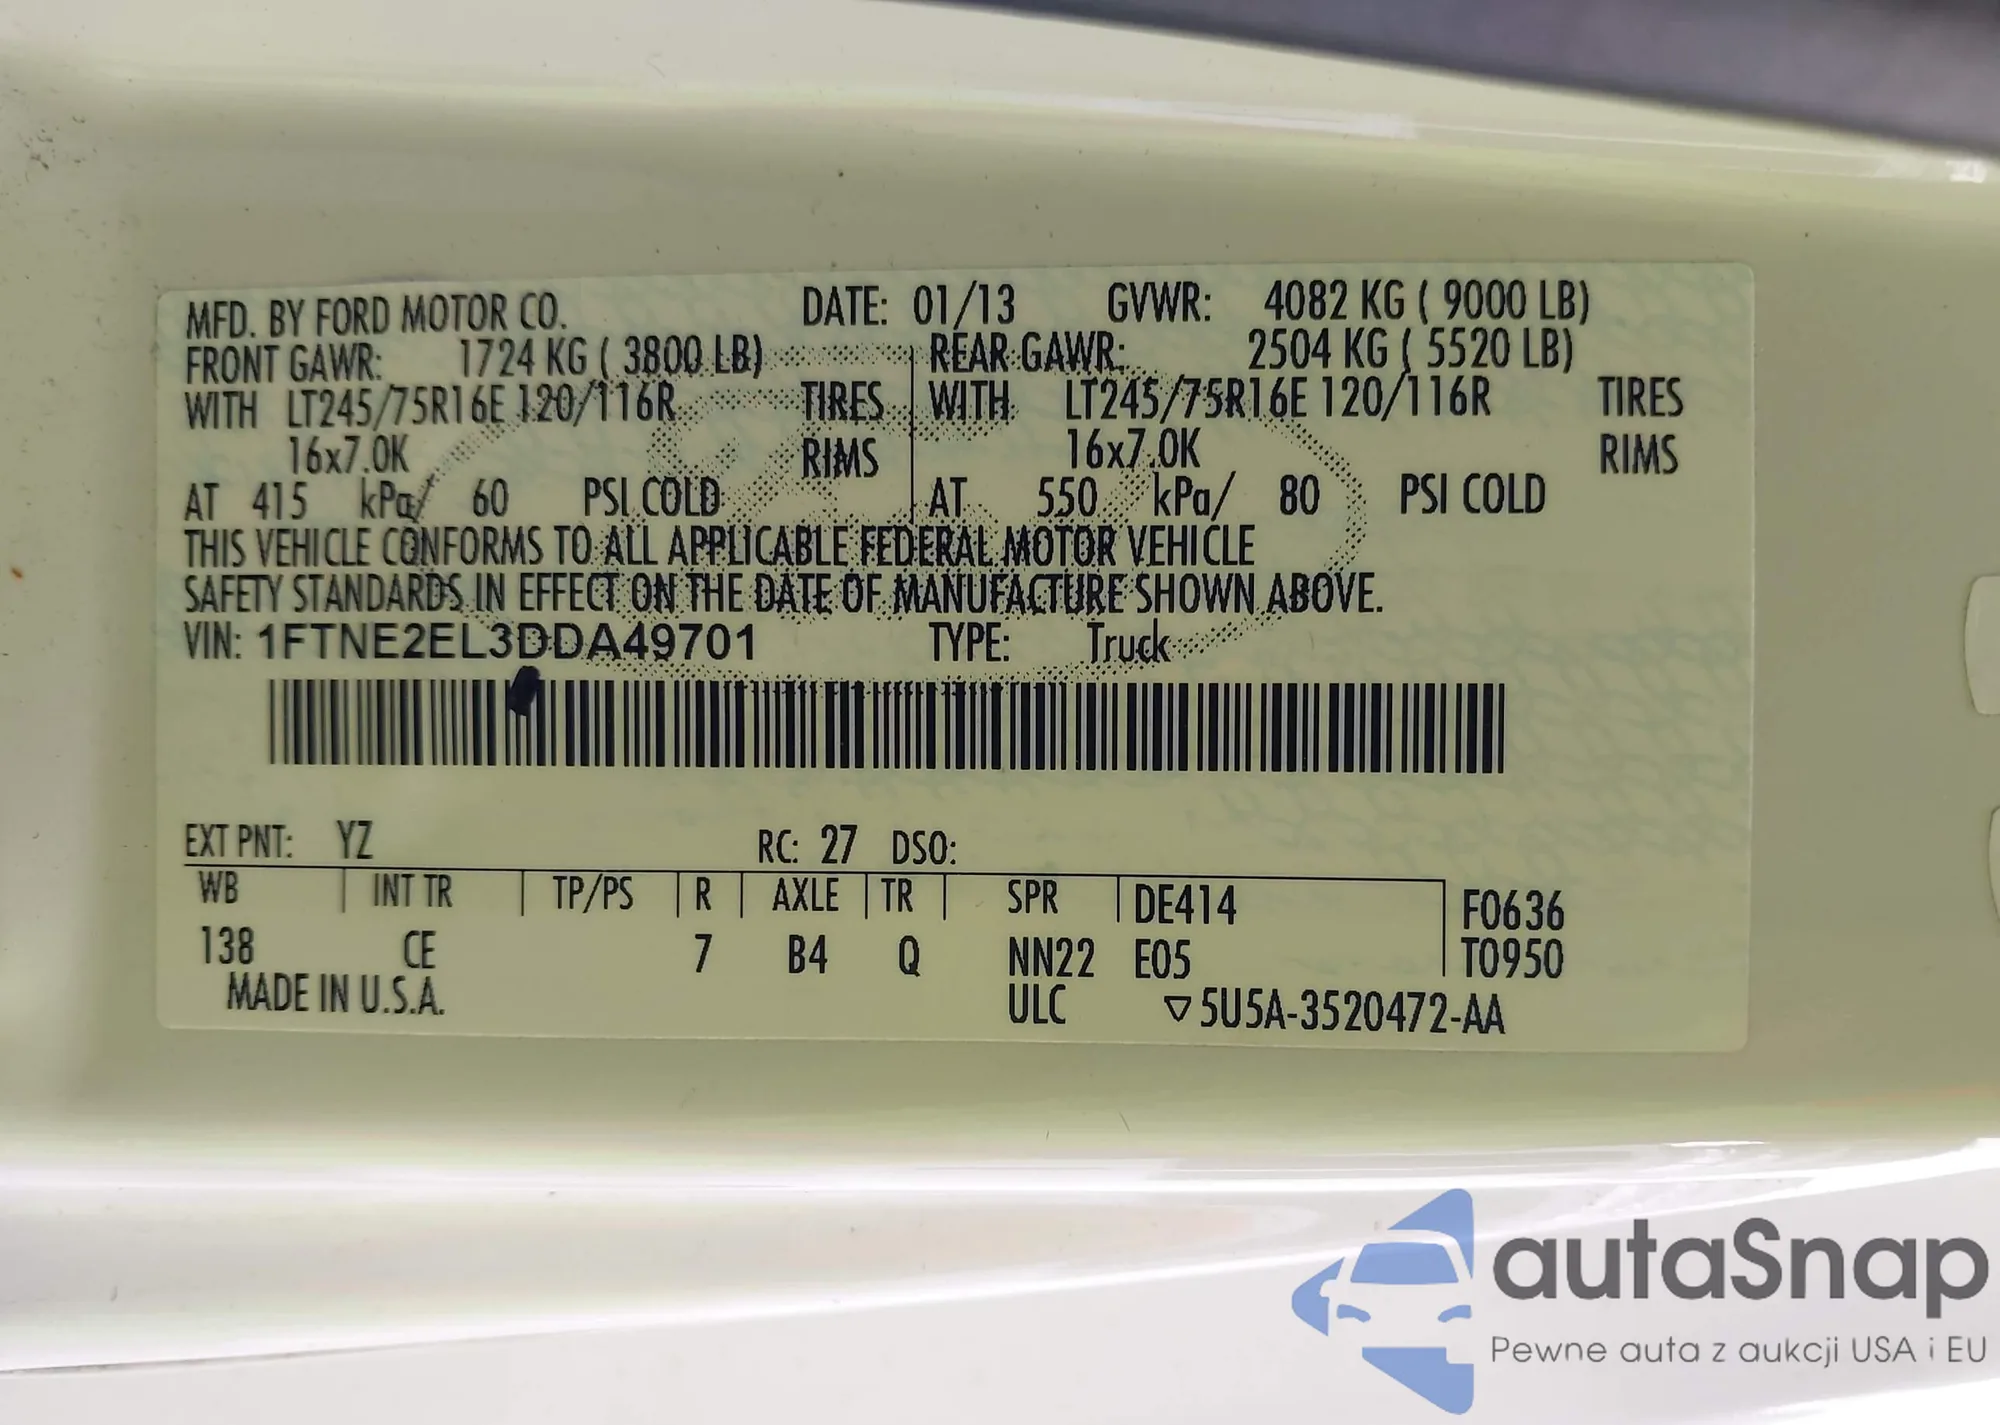 MFD. BY FORD MOTOR CO. DATE: 01/13 GVWR: 4082 KG ( 9000 LB)
FRONT GAWR: 1724 KG ( 3800 LB) REAR GAWR: 2504 KG ( 5520 LB)
WITH LT245/75R16E 120/116R TIRES WITH LT245/75R16E 120/116R TIRES
16x7.0K RIMS 16x7.0K RIMS
AT 415 kPa/ 60 PSI COLD AT 550 kPa/ 80 PSI COLD
THIS VEHICLE CONFORMS TO ALL APPLICABLE FEDERAL MOTOR VEHICLE
SAFETY STANDARDS IN EFFECT ON THE DATE OF MANUFACTURE SHOWN ABOVE.
VIN: 1FTNE2EL3DDA49701 TYPE: Truck
EXT PNT: YZ RC: 27 DSO:
WB INT TR TP/PS R AXLE TR SPR DE414 F0636
138 CE 7 B4 Q NN22 E05 T0950
MADE IN U.S.A. ULC ▽5U5A-3520472-AA
autaSnap
Pewne auta z aukcji USA i EU